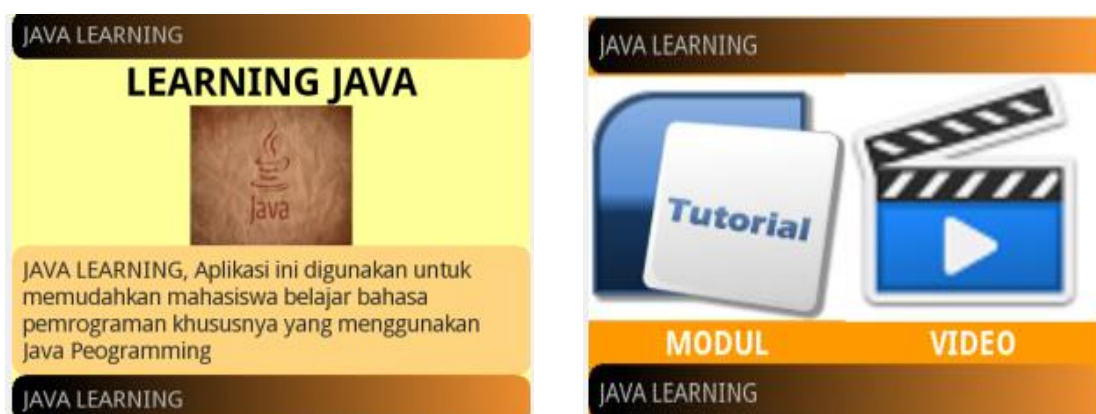 JAVA LEARNING
LEARNING JAVA
Java
JAVA LEARNING, Aplikasi ini digunakan untuk
memudahkan mahasiswa belajar bahasa
pemrograman khususnya yang menggunakan
Java Peogramming
JAVA LEARNING
JAVA LEARNING
Tutorial
MODUL
VIDEO
JAVA LEARNING